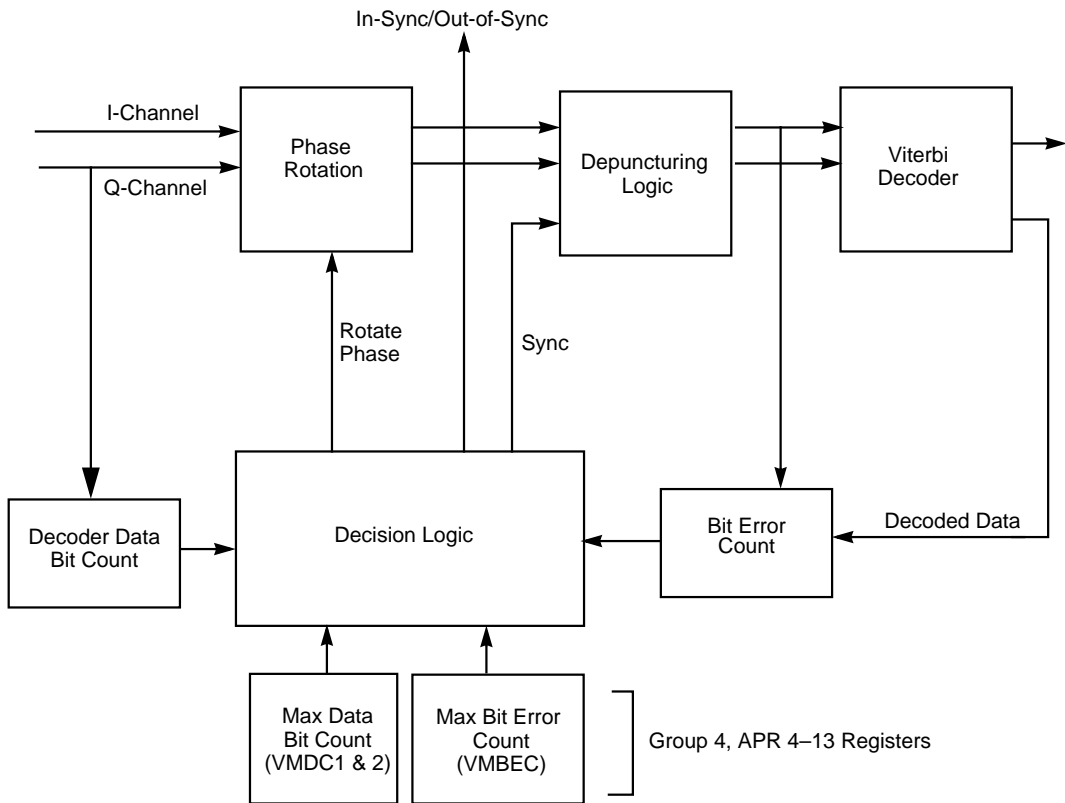 In-Sync/Out-of-Sync
I-Channel
Q-Channel
Phase
Rotation
Depuncturing
Logic
Viterbi
Decoder
Rotate
Phase
Sync
Decoder Data
Bit Count
Decision Logic
Bit Error
Count
Decoded Data
Max Data
Bit Count
(VMDC1 & 2)
Max Bit Error
Count
(VMBEC)
Group 4, APR 4–13 Registers